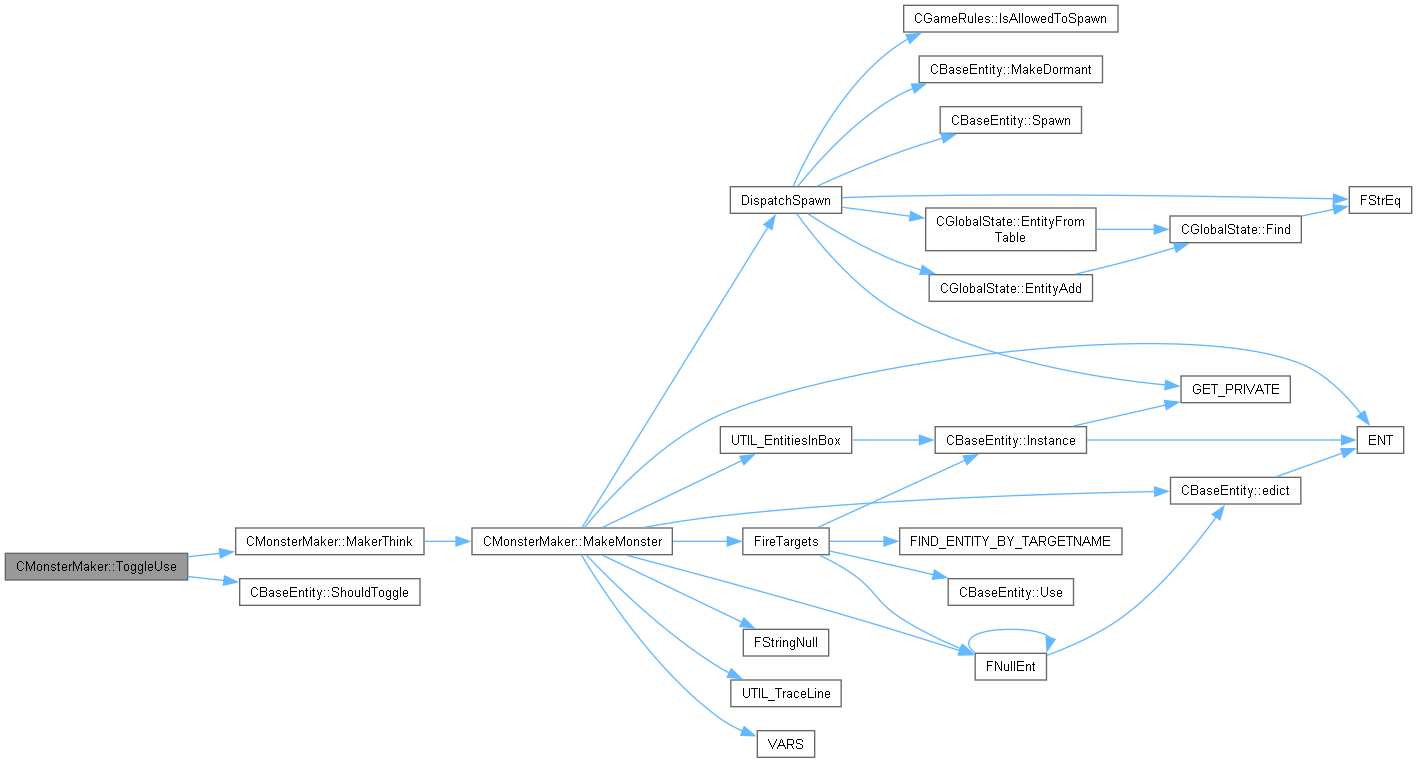 CGameRules::IsAllowedToSpawn
CBaseEntity::MakeDormant
CBaseEntity::Spawn
DispatchSpawn
FStrEq
CGlobalState::EntityFrom
Table
CGlobalState::Find
CGlobalState::EntityAdd
GET_PRIVATE
UTIL_EntitiesInBox
CBaseEntity::Instance
ENT
CBaseEntity::edict
CMonsterMaker::ToggleUse
CMonsterMaker::MakerThink
CMonsterMaker::MakeMonster
FireTargets
FIND_ENTITY_BY_TARGETNAME
CBaseEntity::ShouldToggle
CBaseEntity::Use
FStringNull
FNullEnt
UTIL_TraceLine
VARS